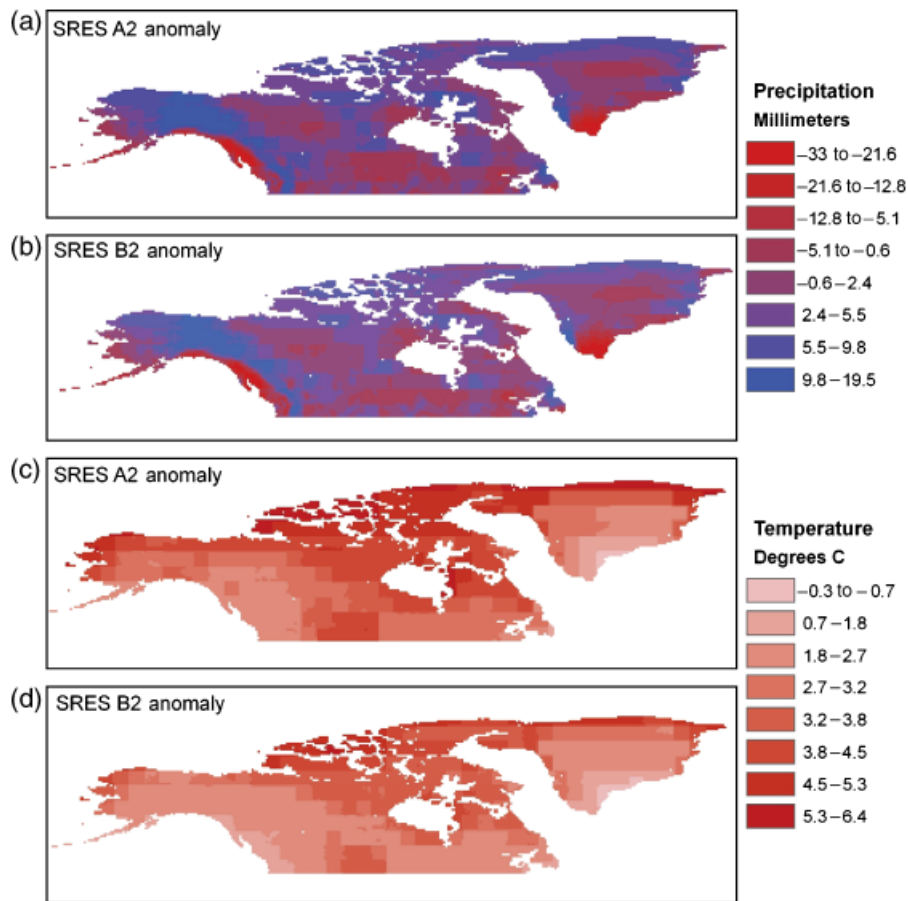 (a)
SRES A2 anomaly
Precipitation
Millimeters
−33 to −21.6
−21.6 to −12.8
−12.8 to −5.1
−5.1 to −0.6
−0.6−2.4
2.4−5.5
5.5−9.8
9.8−19.5
(b)
SRES B2 anomaly
(c)
SRES A2 anomaly
Temperature
Degrees C
−0.3 to −0.7
0.7−1.8
1.8−2.7
2.7−3.2
3.2−3.8
3.8−4.5
4.5−5.3
5.3−6.4
(d)
SRES B2 anomaly